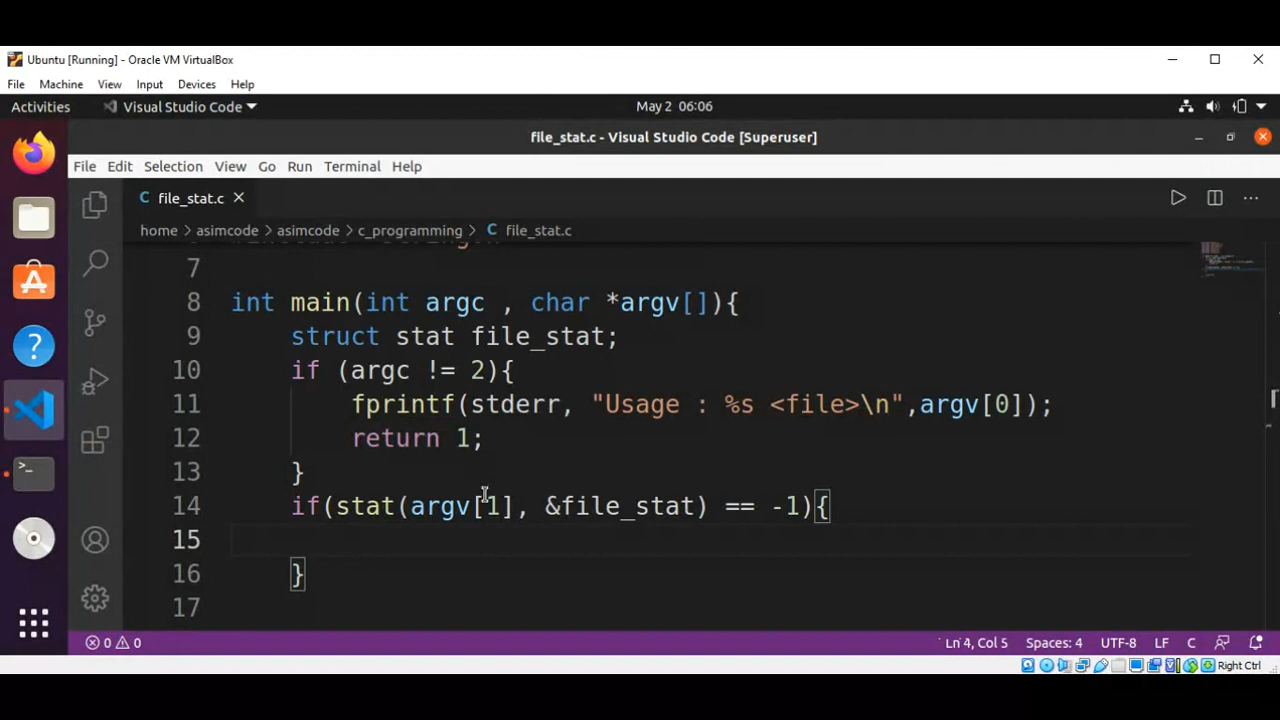 Ubuntu [Running] - Oracle VM VirtualBox
File Machine View Input Devices Help
Activities Visual Studio Code May 2 06:06
file_stat.c - Visual Studio Code [Superuser]
File Edit Selection View Go Run Terminal Help
C file_stat.c
home > asimcode > asimcode > c_programming > C file_stat.c
7
8 int main(int argc , char *argv[]){
9 struct stat file_stat;
10 if (argc != 2){
11 fprintf(stderr, "Usage : %s <file>\n",argv[0]);
12 return 1;
13 }
14 if(stat(argv[1], &file_stat) == -1){
15
16 }
17
0 0 Ln 4, Col 5 Spaces: 4 UTF-8 LF C
Right Ctrl